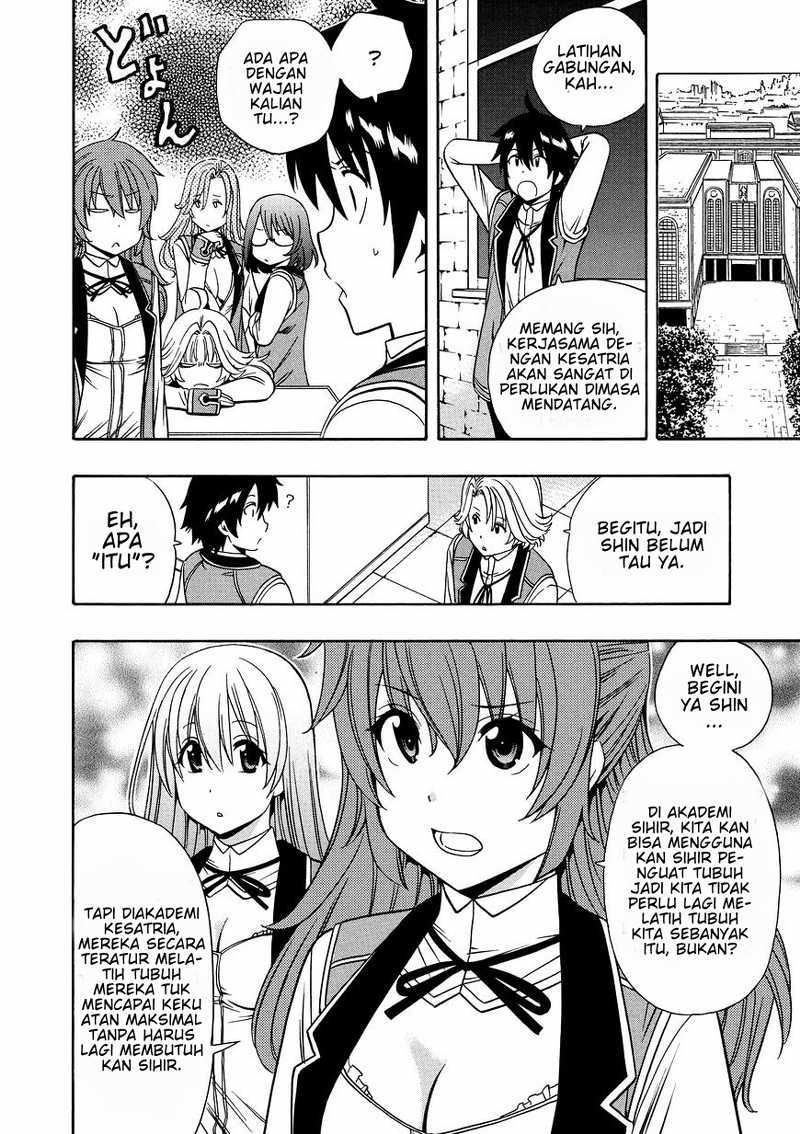 LATIHAN
GABUNGAN,
KAH...
MEMANG SIH,
KERJASAMA DE-
NGAN KESATRIA
AKAN SANGAT DI
PERLUKAN DIMASA
MENDATANG.
?
ADA APA
DENGAN
WAJAH
KALIAN
TU...?
どよん
BEGITU, JADI
SHIN BELUM
TAU YA.
?
EH,
APA
"ITU"?
WELL,
BEGINI
YA SHIN
...
DI AKADEMI
SIHIR, KITA KAN
BISA MENGGUNA
KAN SIHIR PE-
NGUAT TUBUH
JADI KITA TIDAK
PERLU LAGI ME-
LATIH TUBUH
KITA SEBANYAK
ITU, BUKAN?
TAPI DIAKADEMI
KESATRIA,
MEREKA SECARA
TERATUR MELA-
TIH TUBUH
MEREKA TUK
MENCAPAI KEKU
ATAN MAKSIMAL
TANPA HARUS
LAGI MEMBUTUH
KAN SIHIR.